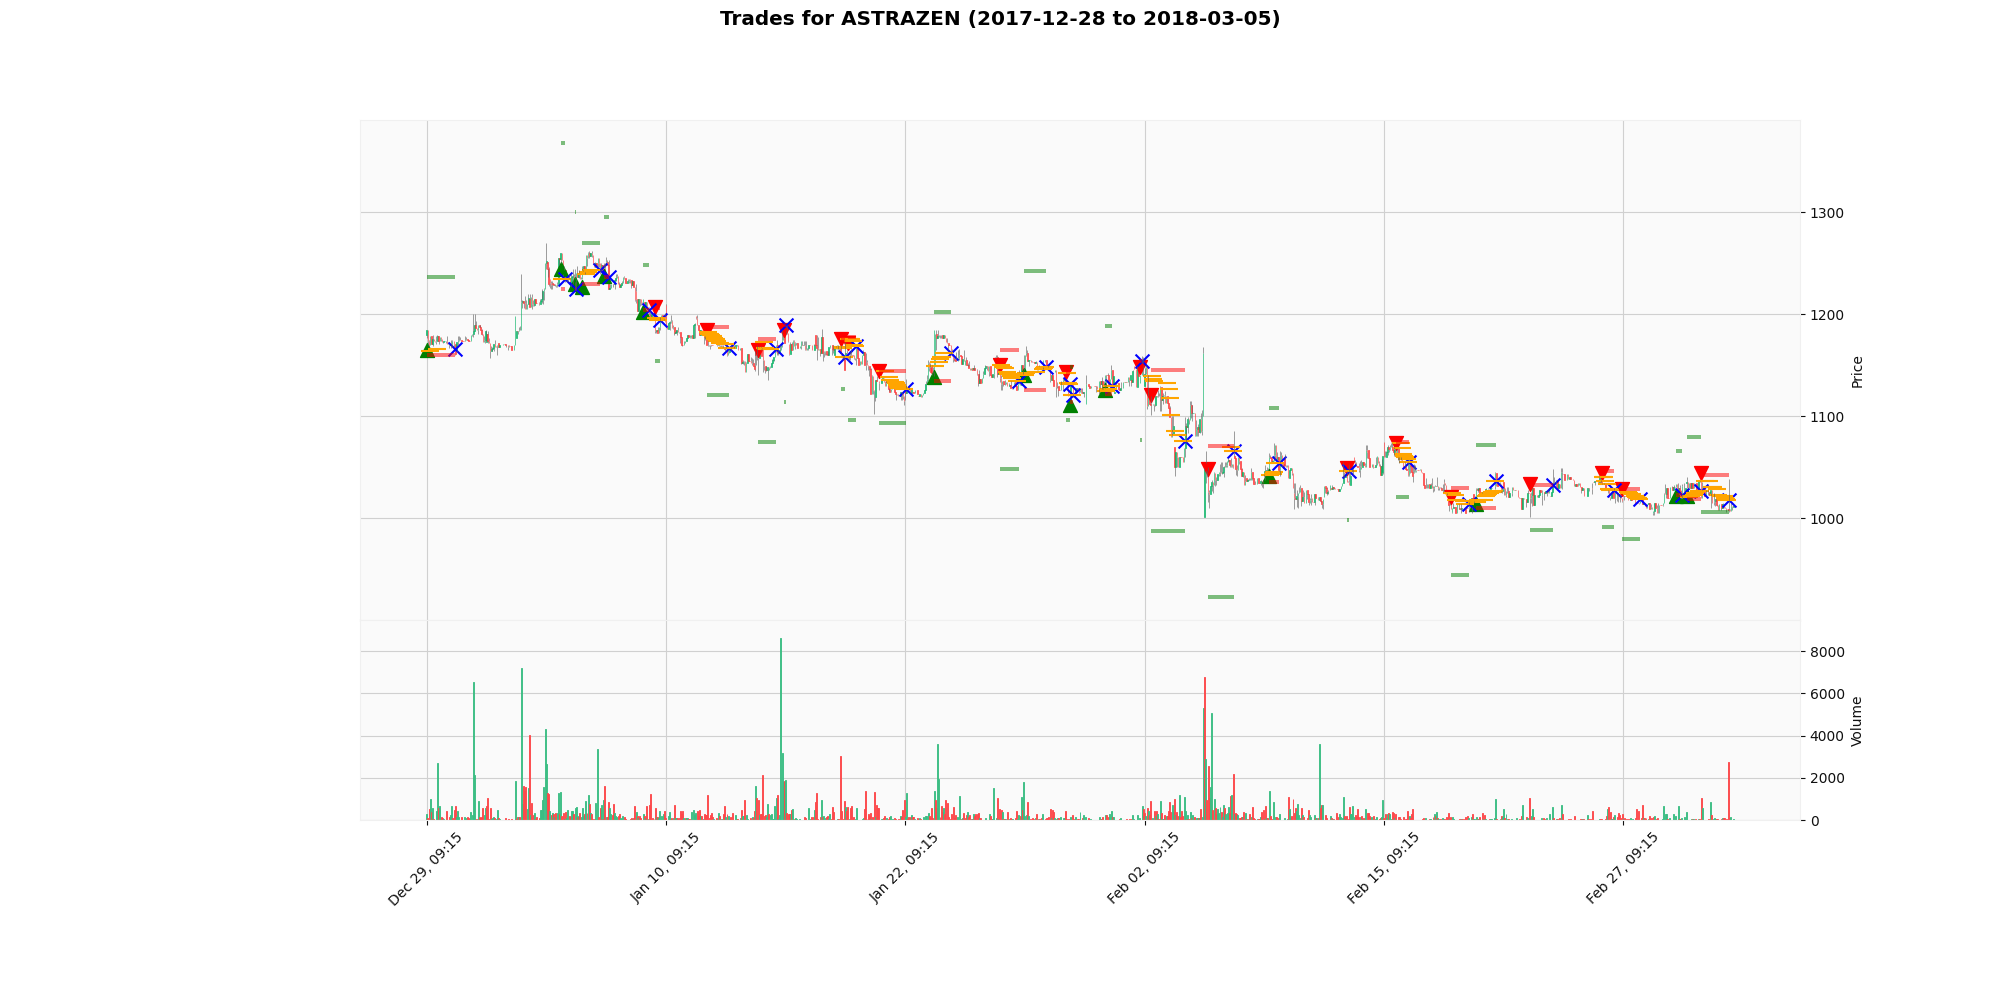 Trades for ASTRAZEN (2017-12-28 to 2018-03-05)
1300
1200
1100
1000
Price
8000
6000
4000
2000
0
Volume
Dec 29, 09:15
Jan 10, 09:15
Jan 22, 09:15
Feb 02, 09:15
Feb 15, 09:15
Feb 27, 09:15